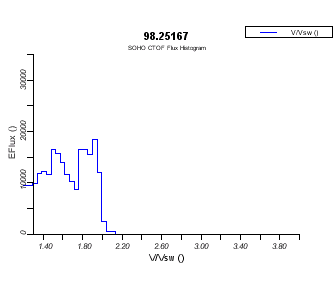 98.25167
V/Vsw ()
SOHO CTOF Flux Histogram
30000
20000
10000
0
EFlux ()
1.40 1.80 2.20 2.60 3.00 3.40 3.80
V/Vsw ()